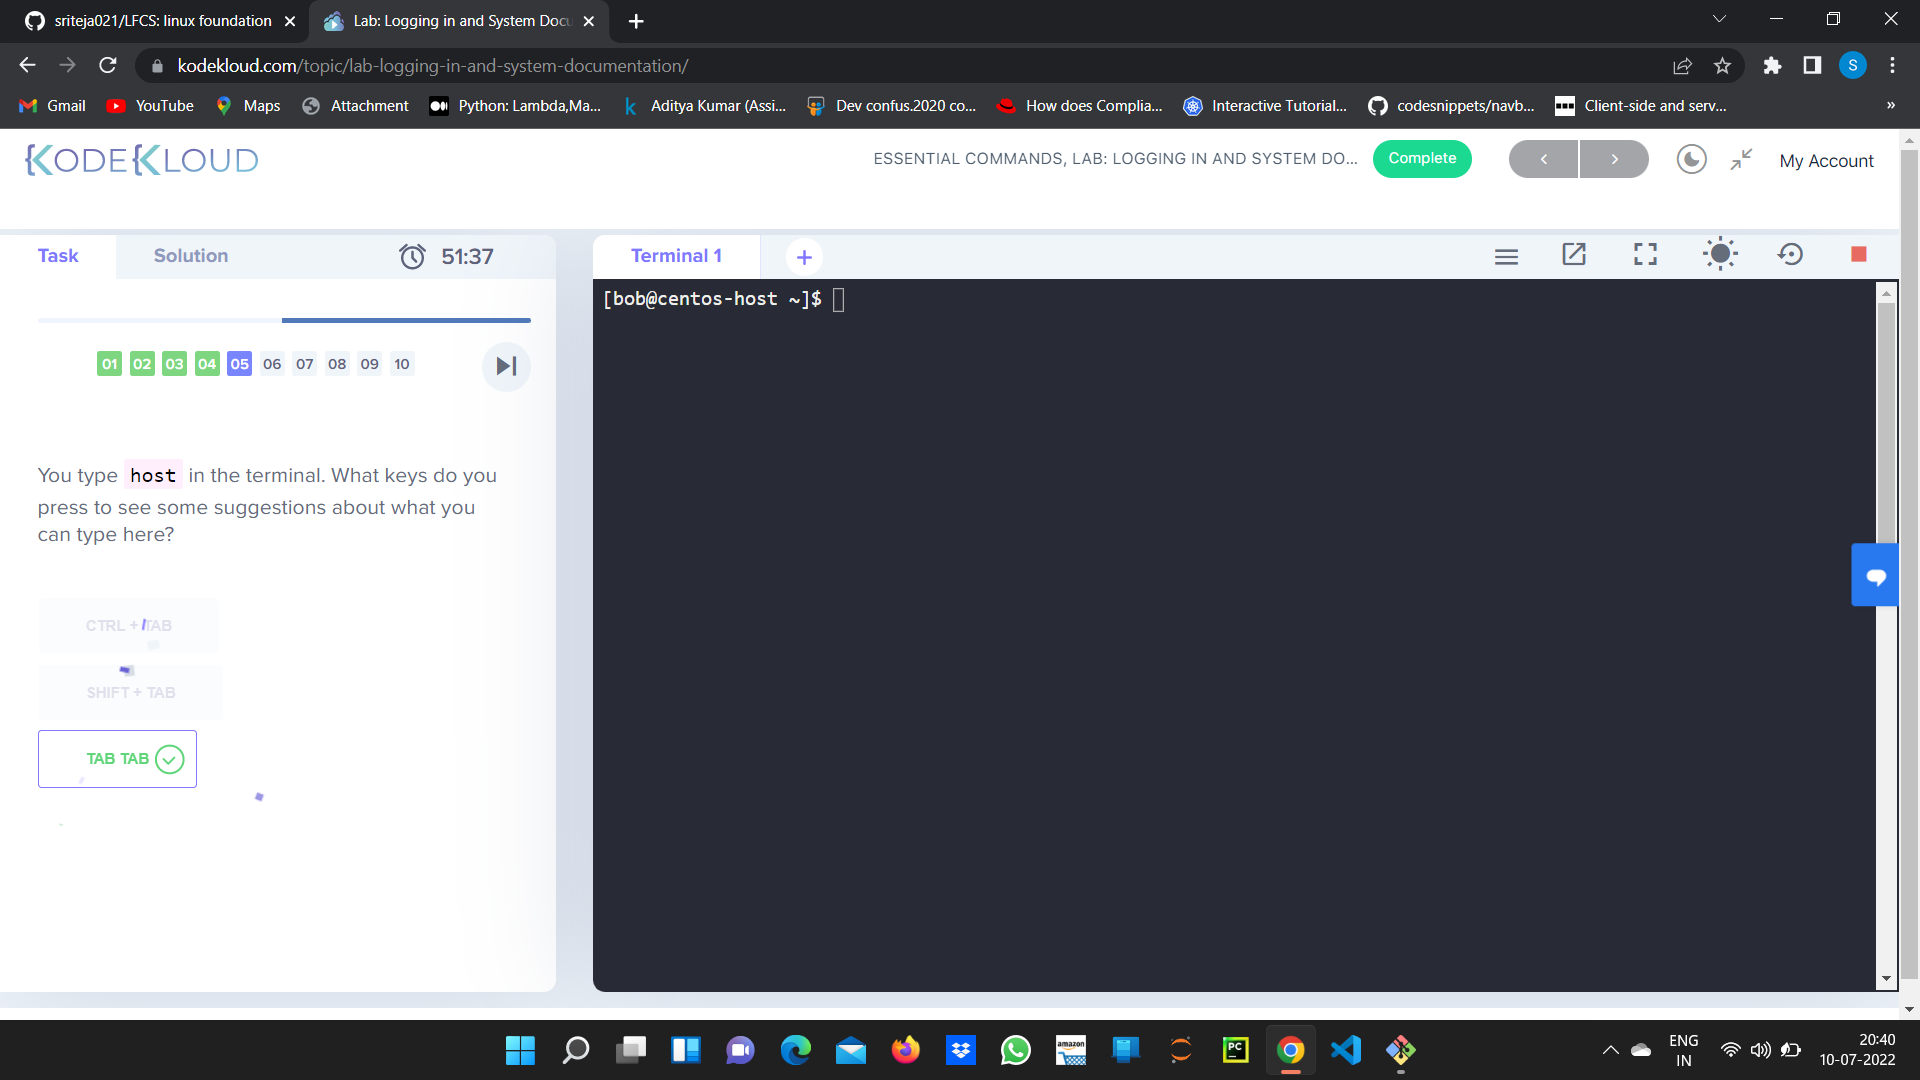 sriteja021/LFCS: linux foundation
Lab: Logging in and System Docu
kodekloud.com/topic/lab-logging-in-and-system-documentation/
S
Gmail
YouTube
Maps
Attachment
Python: Lambda,Ma...
Aditya Kumar (Assi...
Dev confus.2020 co...
How does Complia...
Interactive Tutorial...
codesnippets/navb...
Client-side and serv...
»
KODEKLOUD
ESSENTIAL COMMANDS, LAB: LOGGING IN AND SYSTEM DO...
Complete
My Account
Task
Solution
51:37
Terminal 1
[bob@centos-host ~]$
01 02 03 04 05 06 07 08 09 10
You type host in the terminal. What keys do you
press to see some suggestions about what you
can type here?
CTRL + TAB
SHIFT + TAB
TAB TAB
amazon
PC
ENG
IN
20:40
10-07-2022